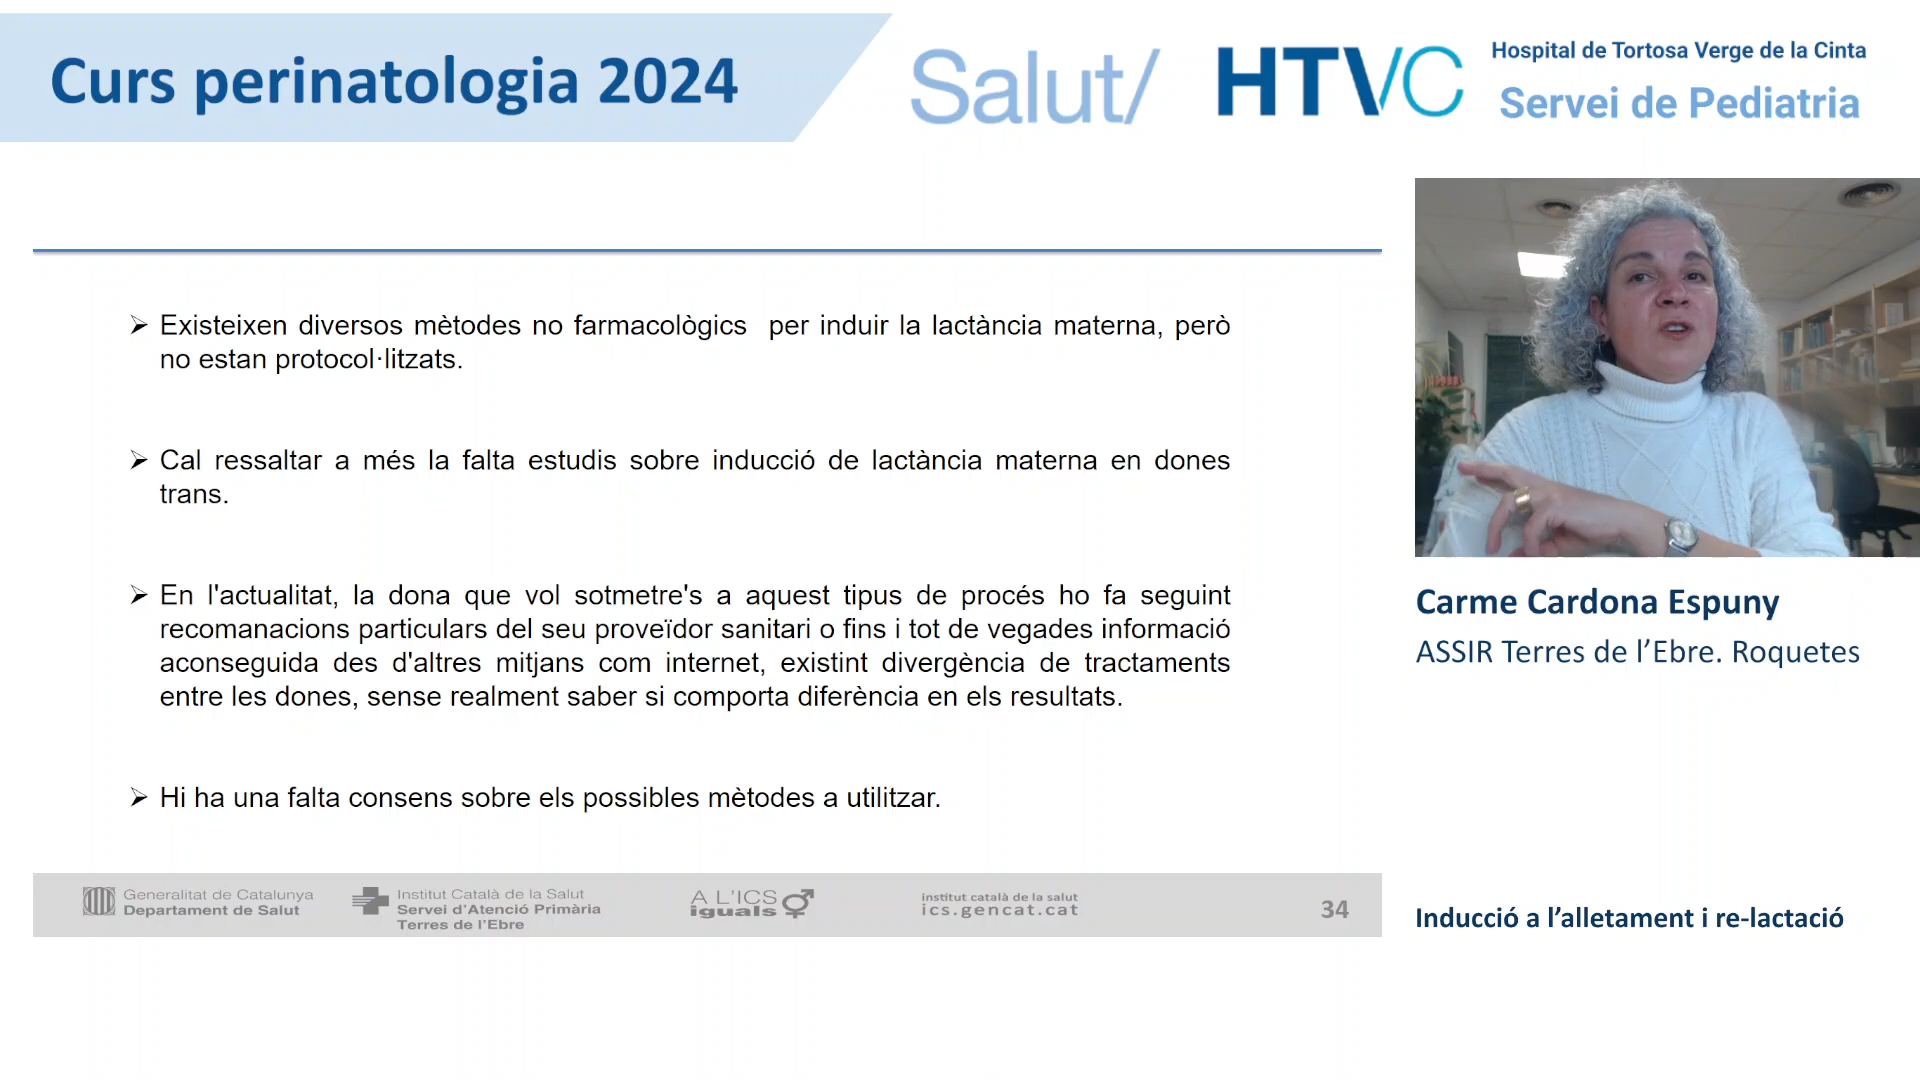 Curs perinatologia 2024
Salut/
HTVC
Hospital de Tortosa Verge de la Cinta
Servei de Pediatria
Existeixen diversos mètodes no farmacològics per induir la lactància materna, però
no estan protocol·litzats.
Cal ressaltar a més la falta estudis sobre inducció de lactància materna en dones
trans.
En l'actualitat, la dona que vol sotmetre's a aquest tipus de procés ho fa seguint
recomanacions particulars del seu proveïdor sanitari o fins i tot de vegades informació
aconseguida des d'altres mitjans com internet, existint divergència de tractaments
entre les dones, sense realment saber si comporta diferència en els resultats.
Hi ha una falta consens sobre els possibles mètodes a utilitzar.
Generalitat de Catalunya
Departament de Salut
Institut Català de la Salut
Servei d'Atenció Primària
Terres de l'Ebre
A L'ICS
iguals
institut català de la salut
ics.gencat.cat
34
Carme Cardona Espuny
ASSIR Terres de l’Ebre. Roquetes
Inducció a l’alletament i re-lactació